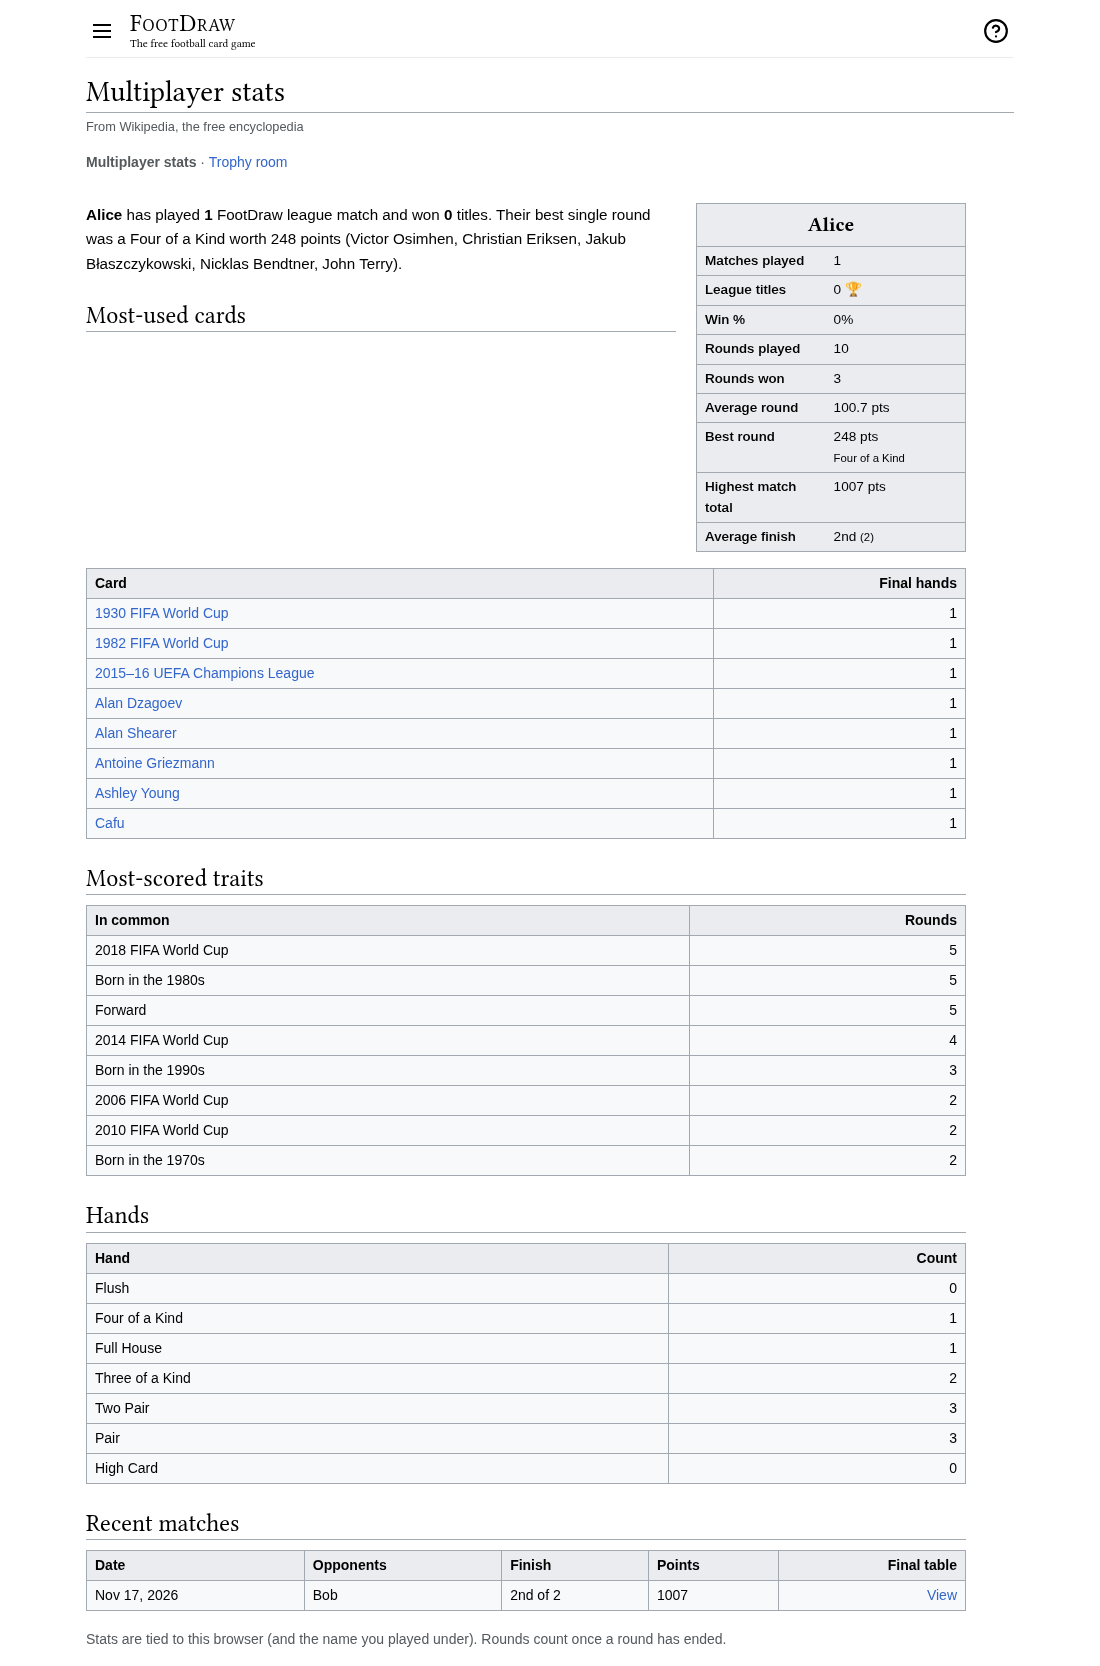 FootDraw
The free football card game
Multiplayer stats
From Wikipedia, the free encyclopedia
Multiplayer stats · Trophy room
Alice has played 1 FootDraw league match and won 0 titles. Their best single round
was a Four of a Kind worth 248 points (Victor Osimhen, Christian Eriksen, Jakub
Błaszczykowski, Nicklas Bendtner, John Terry).
Alice
Matches played 1
League titles 0 🏆
Win % 0%
Rounds played 10
Rounds won 3
Average round 100.7 pts
Best round 248 pts
Four of a Kind
Highest match 1007 pts
total
Average finish 2nd (2)
Most-used cards
Card Final hands
1930 FIFA World Cup 1
1982 FIFA World Cup 1
2015–16 UEFA Champions League 1
Alan Dzagoev 1
Alan Shearer 1
Antoine Griezmann 1
Ashley Young 1
Cafu 1
Most-scored traits
In common Rounds
2018 FIFA World Cup 5
Born in the 1980s 5
Forward 5
2014 FIFA World Cup 4
Born in the 1990s 3
2006 FIFA World Cup 2
2010 FIFA World Cup 2
Born in the 1970s 2
Hands
Hand Count
Flush 0
Four of a Kind 1
Full House 1
Three of a Kind 2
Two Pair 3
Pair 3
High Card 0
Recent matches
Date Opponents Finish Points Final table
Nov 17, 2026 Bob 2nd of 2 1007 View
Stats are tied to this browser (and the name you played under). Rounds count once a round has ended.